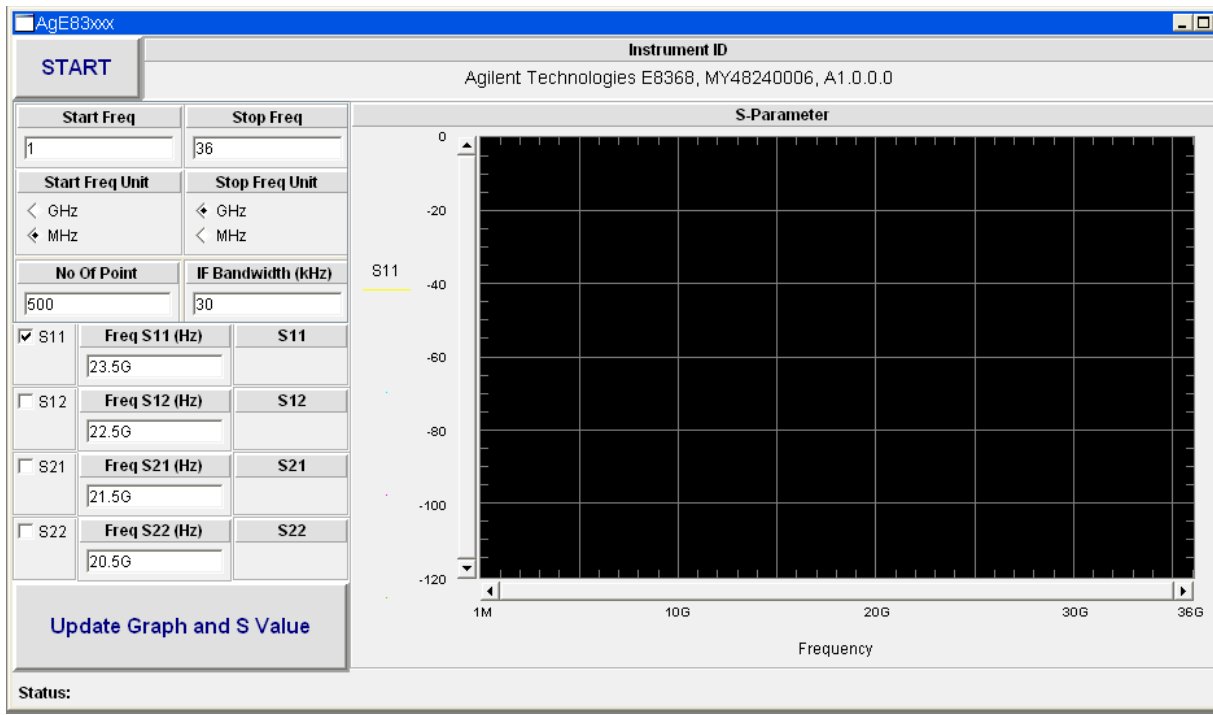 AgE83xxx
START
Instrument ID
Agilent Technologies E8368, MY48240006, A1.0.0.0
Start Freq
Stop Freq
1
36
Start Freq Unit
Stop Freq Unit
GHz
GHz
MHz
MHz
No Of Point
IF Bandwidth (kHz)
500
30
S11
Freq S11 (Hz)
S11
23.5G
S12
Freq S12 (Hz)
S12
22.5G
S21
Freq S21 (Hz)
S21
21.5G
S22
Freq S22 (Hz)
S22
20.5G
Update Graph and S Value
S-Parameter
S11
0
-20
-40
-60
-80
-100
-120
1M
10G
20G
30G
36G
Frequency
Status: